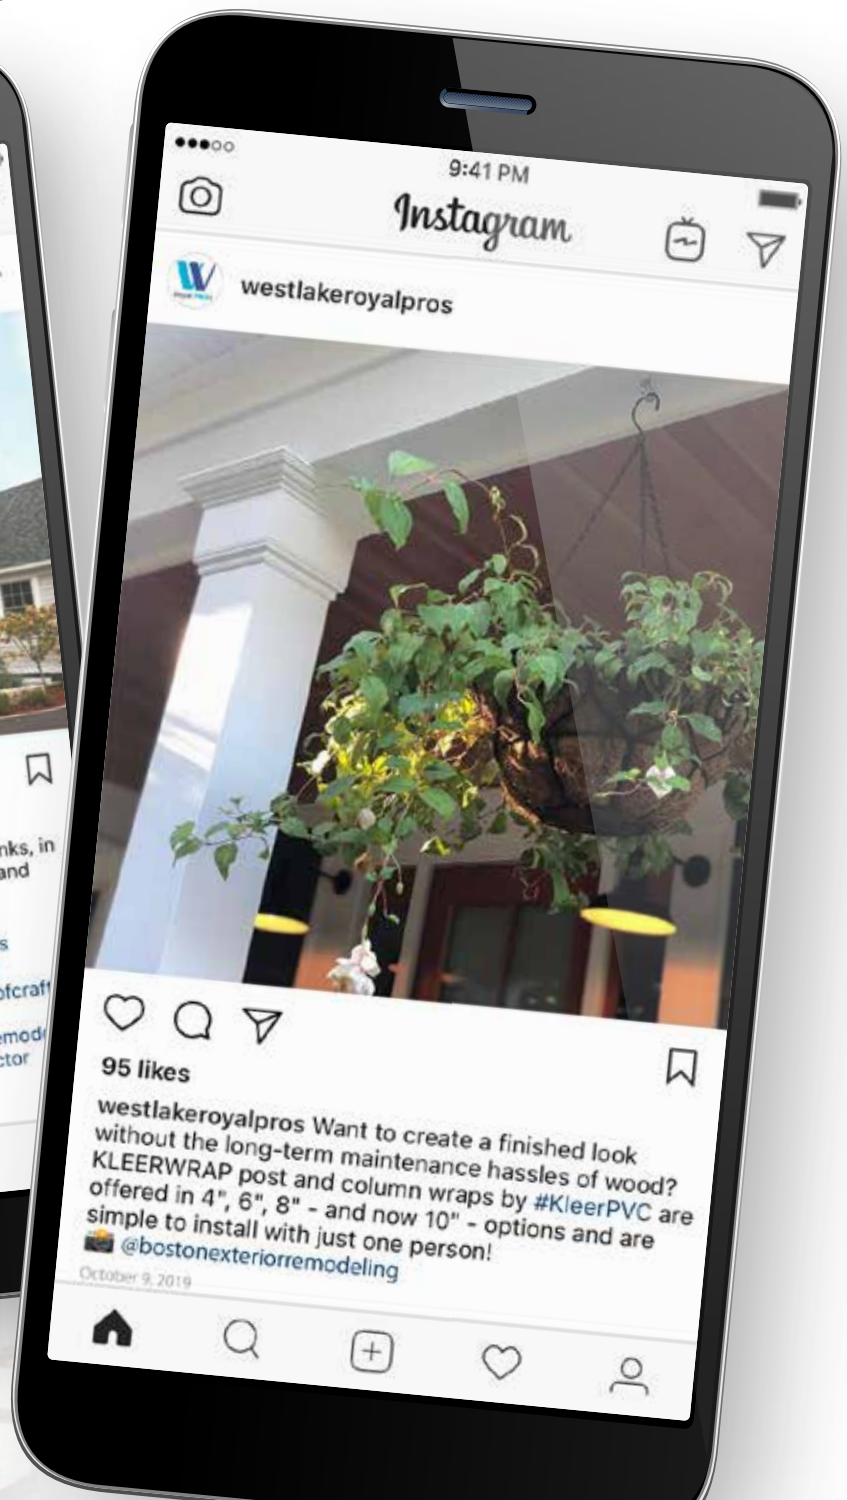 9:41 PM
Instagram
westlakeroyalpros
95 likes
westlakeroyalpros Want to create a finished look
without the long-term maintenance hassles of wood?
KLEERWRAP post and column wraps by #KleerPVC are
offered in 4", 6", 8" - and now 10" - options and are
simple to install with just one person!
📸 @bostonexteriorremodeling
October 9, 2019
nks, in
and
s
ofcraft
emode
ctor